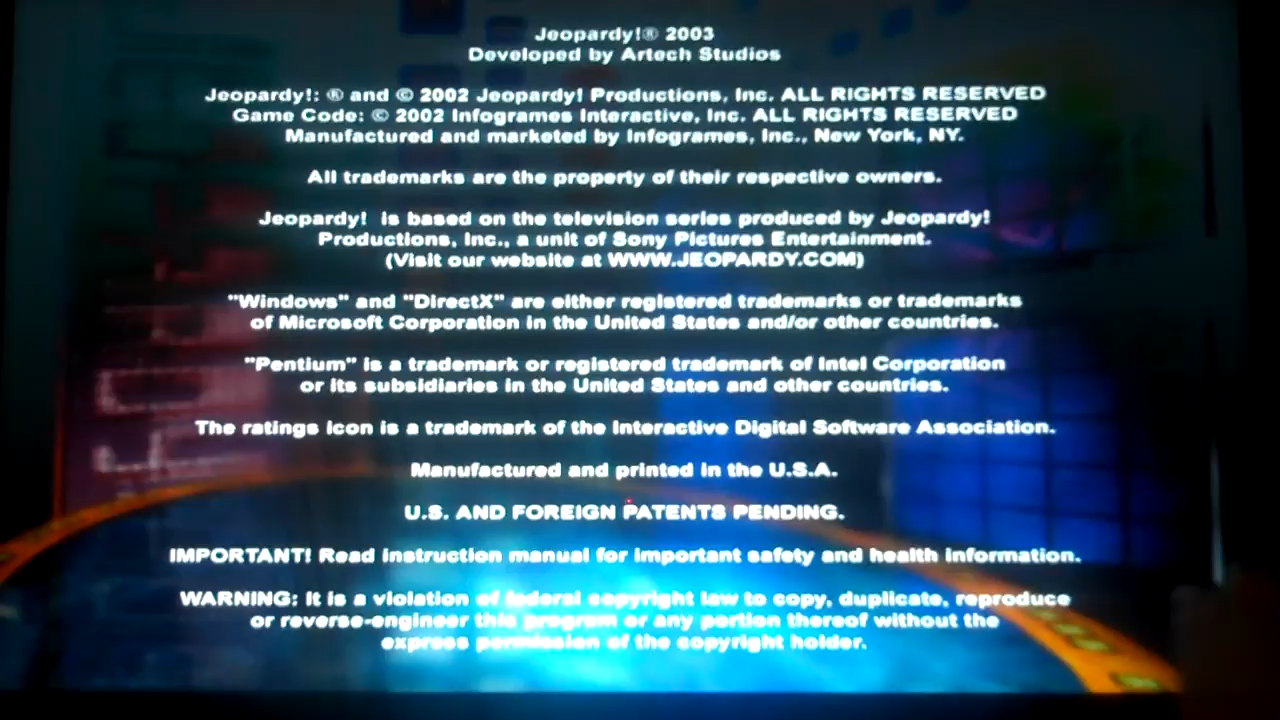 Jeopardy!® 2003
Developed by Artech Studios
Jeopardy!: ® and © 2002 Jeopardy! Productions, Inc. ALL RIGHTS RESERVED
Game Code: © 2002 Infogrames Interactive, Inc. ALL RIGHTS RESERVED
Manufactured and marketed by Infogrames, Inc., New York, NY.
All trademarks are the property of their respective owners.
Jeopardy! is based on the television series produced by Jeopardy!
Productions, Inc., a unit of Sony Pictures Entertainment.
(Visit our website at WWW.JEOPARDY.COM)
"Windows" and "DirectX" are either registered trademarks or trademarks
of Microsoft Corporation in the United States and/or other countries.
"Pentium" is a trademark or registered trademark of Intel Corporation
or its subsidiaries in the United States and other countries.
The ratings icon is a trademark of the Interactive Digital Software Association.
Manufactured and printed in the U.S.A.
U.S. AND FOREIGN PATENTS PENDING.
IMPORTANT! Read instruction manual for important safety and health information.
WARNING: It is a violation of federal copyright law to copy, duplicate, reproduce
or reverse-engineer this program or any portion thereof without the
express permission of the copyright holder.